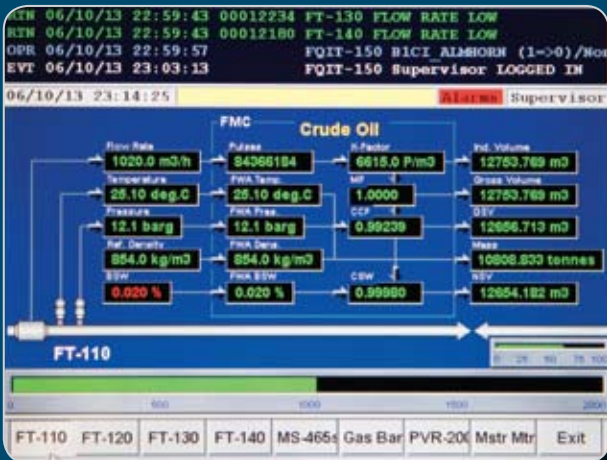 RTN 06/10/13 22:59:43 00012234 FT-130 FLOW RATE LOW
RTN 06/10/13 22:59:43 00012180 FT-140 FLOW RATE LOW
OPR 06/10/13 22:59:57 FQIT-150 B1CI_ALMHORN (1=>0)/Nor
EVT 06/10/13 23:03:13 FQIT-150 Supervisor LOGGED IN
06/10/13 23:14:25 Alarms Supervisor
FMC Crude Oil
Flow Rate Pulses K-Factor Ind. Volume
1020.0 m3/h 84366184 6615.0 P/m3 12753.769 m3
Temperature FWA Temp. MF Gross Volume
25.10 deg.C 25.10 deg.C 1.0000 12753.769 m3
Pressure FWA Pres. CCF GSV
12.1 barg 12.1 barg 0.99239 12656.713 m3
Ref. Density FWA Dens. Mass
854.0 kg/m3 854.0 kg/m3 10808.833 tonnes
BSW FWA BSW CSW NSV
0.020 % 0.020 % 0.99980 12654.182 m3
FT-110
0 25 50 75 100
0 500 1000 1500 2000
FT-110 FT-120 FT-130 FT-140 MS-465s Gas Bar PVR-200 Mstr Mtr Exit